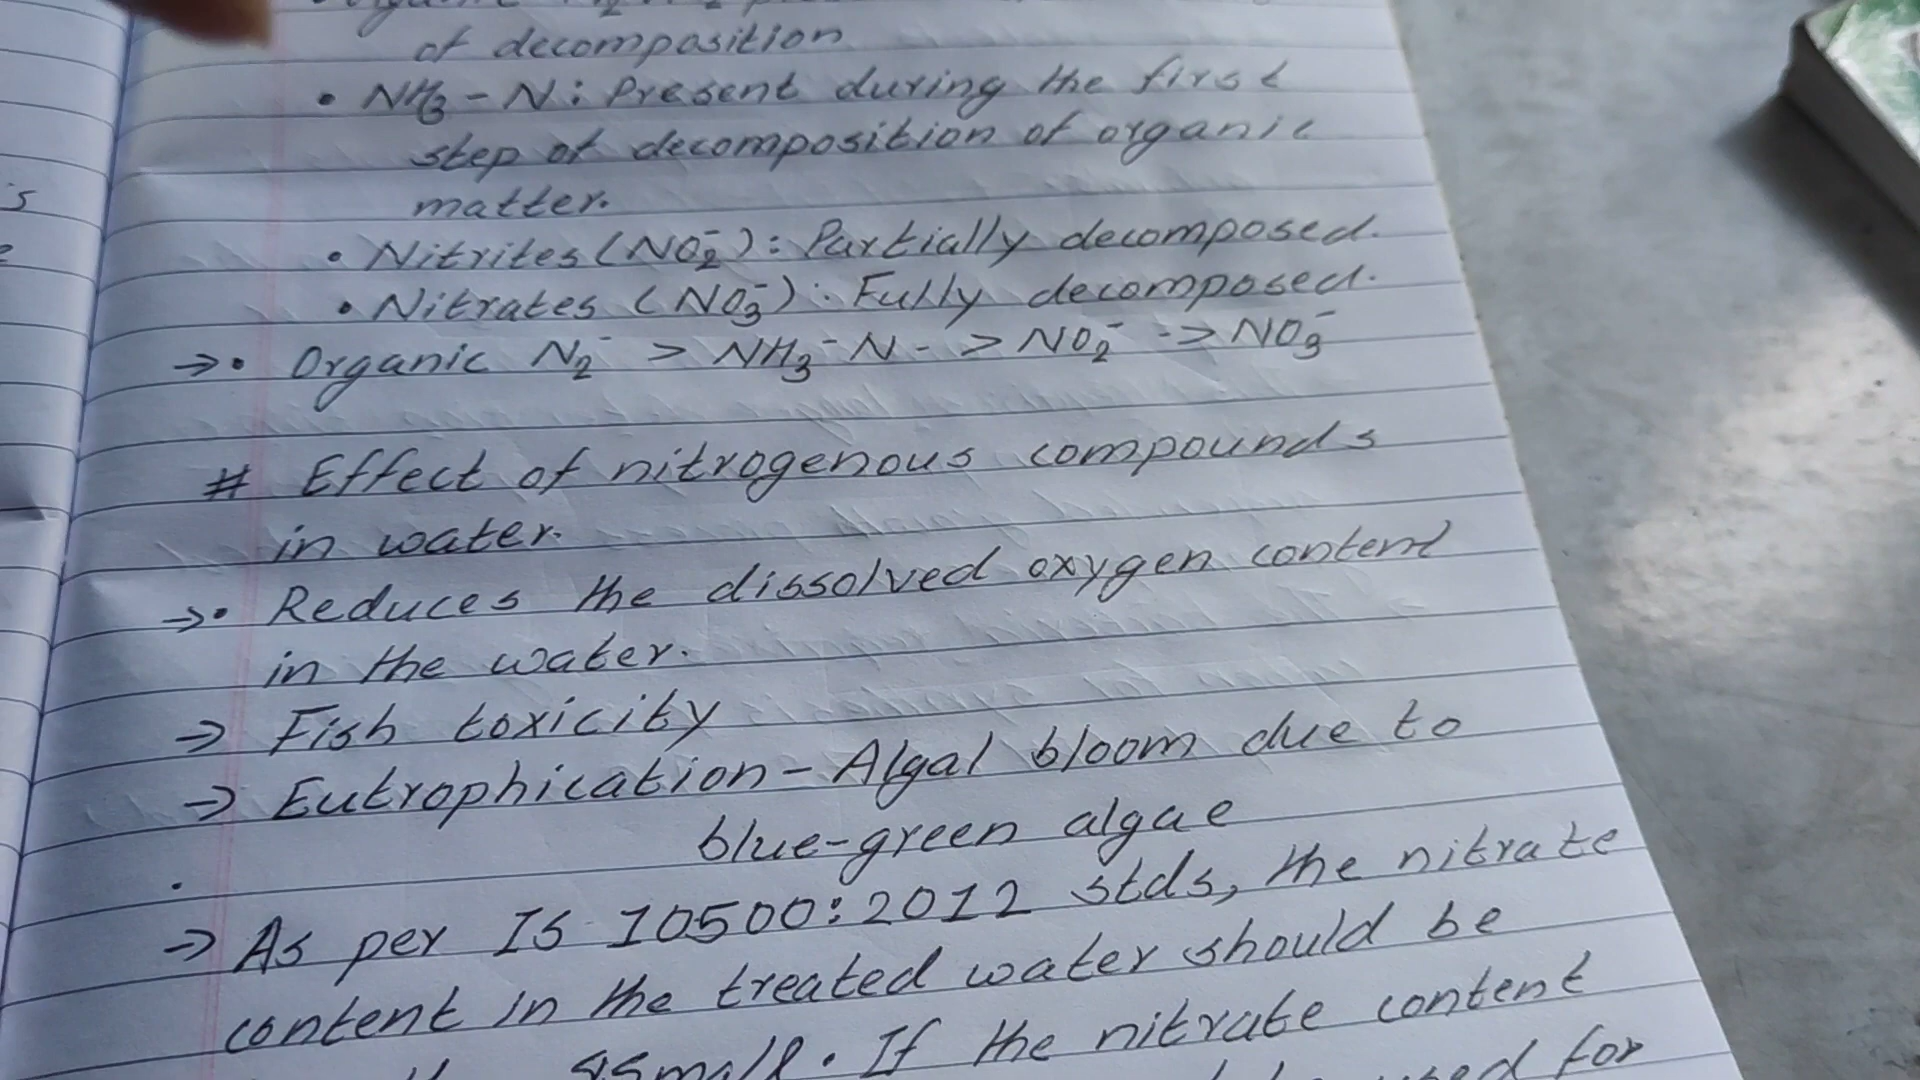 of decomposition
• NH3-N: Present during the first
step of decomposition of organic
matter.
• Nitrites (NO2⁻): Partially decomposed.
• Nitrates (NO3⁻): Fully decomposed.
→• Organic N2⁻ > NH3⁻N-> NO2⁻ -> NO3⁻
# Effect of nitrogenous compounds
in water.
→• Reduces the dissolved oxygen content
in the water.
→ Fish toxicity
→ Eutrophication - Algal bloom due to
blue-green algae
→ As per IS 10500:2012 stds, the nitrate
content in the treated water should be
If the nitrate content
for